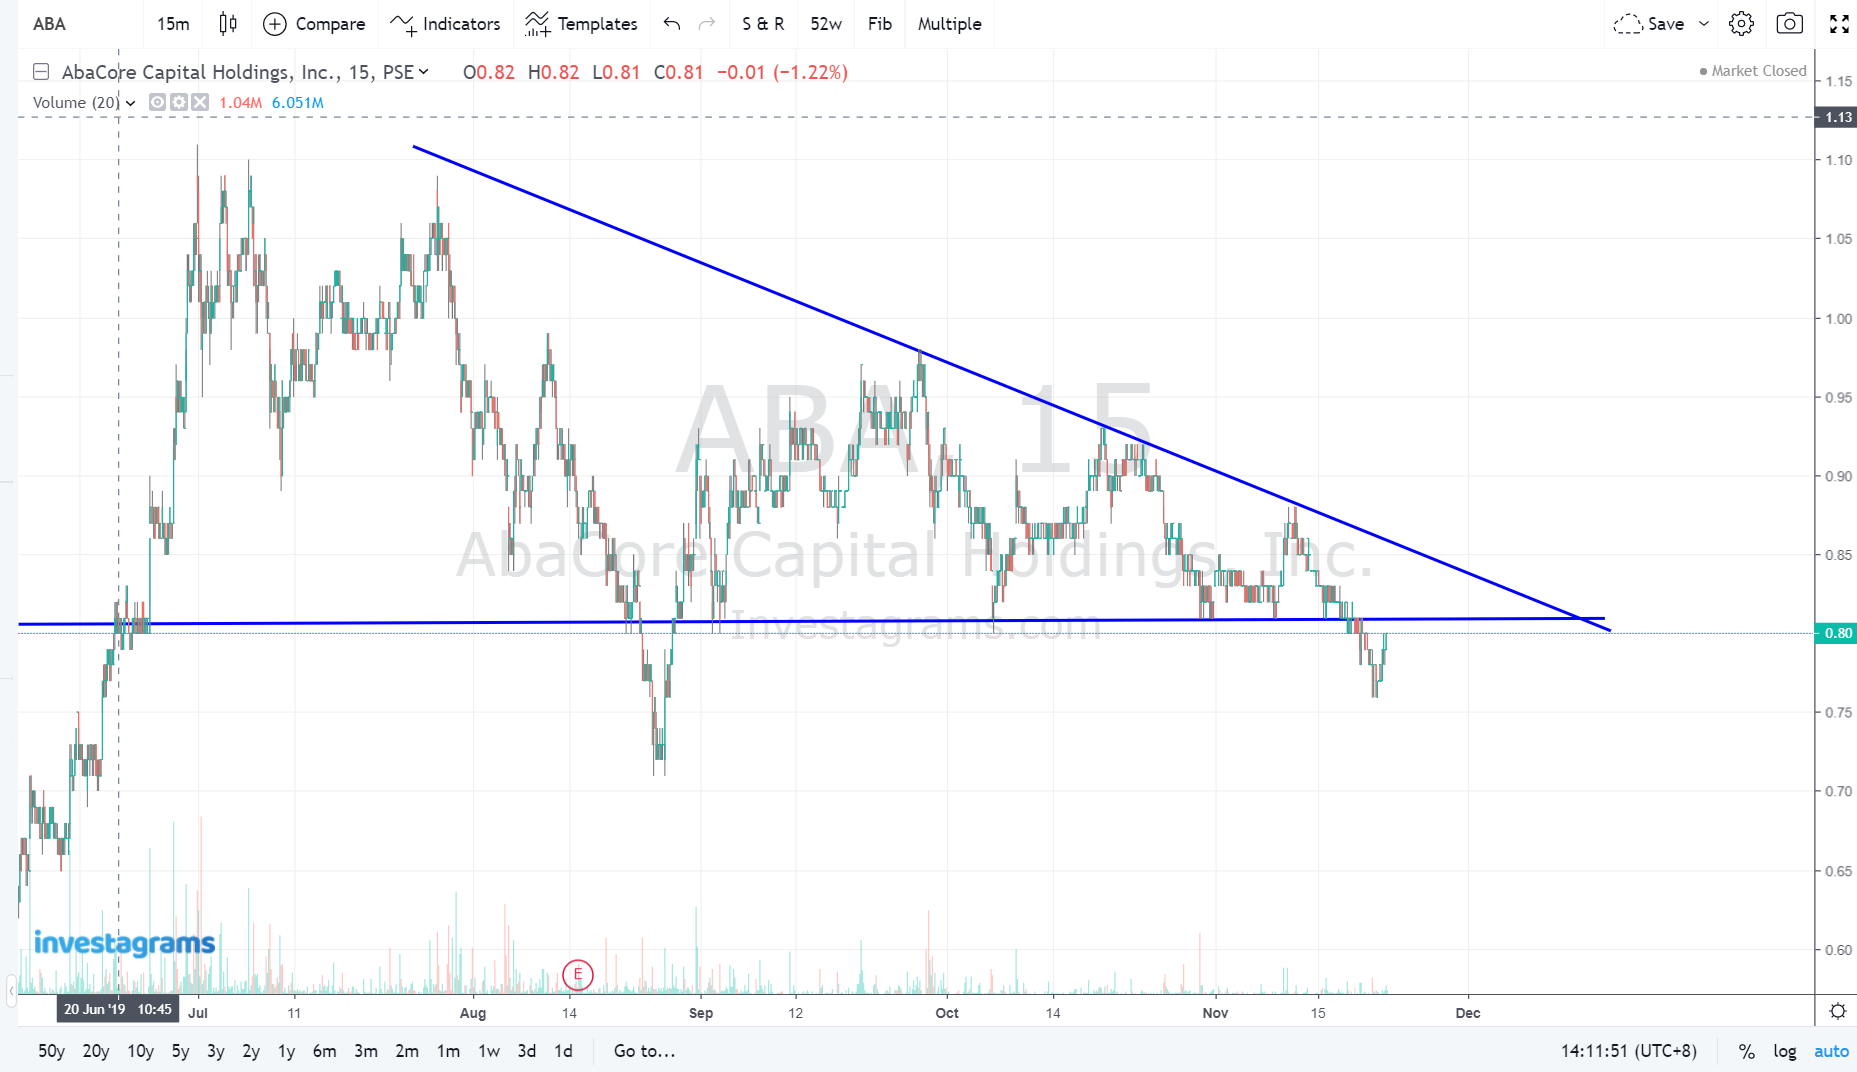 ABA 15m Compare Indicators Templates S & R 52w Fib Multiple Save
AbaCore Capital Holdings, Inc., 15, PSE O0.82 H0.82 L0.81 C0.81 −0.01 (−1.22%) Market Closed
Volume (20) 1.04M 6.051M
1.15
1.13
1.10
1.05
1.00
0.95
0.90
0.85
0.80
0.75
0.70
0.65
0.60
ABA, 15
AbaCore Capital Holdings, Inc.
Investagrams.com
investagrams
E
20 Jun '19 10:45 Jul 11 Aug 14 Sep 12 Oct 14 Nov 15 Dec
50y 20y 10y 5y 3y 2y 1y 6m 3m 2m 1m 1w 3d 1d Go to... 14:11:51 (UTC+8) % log auto